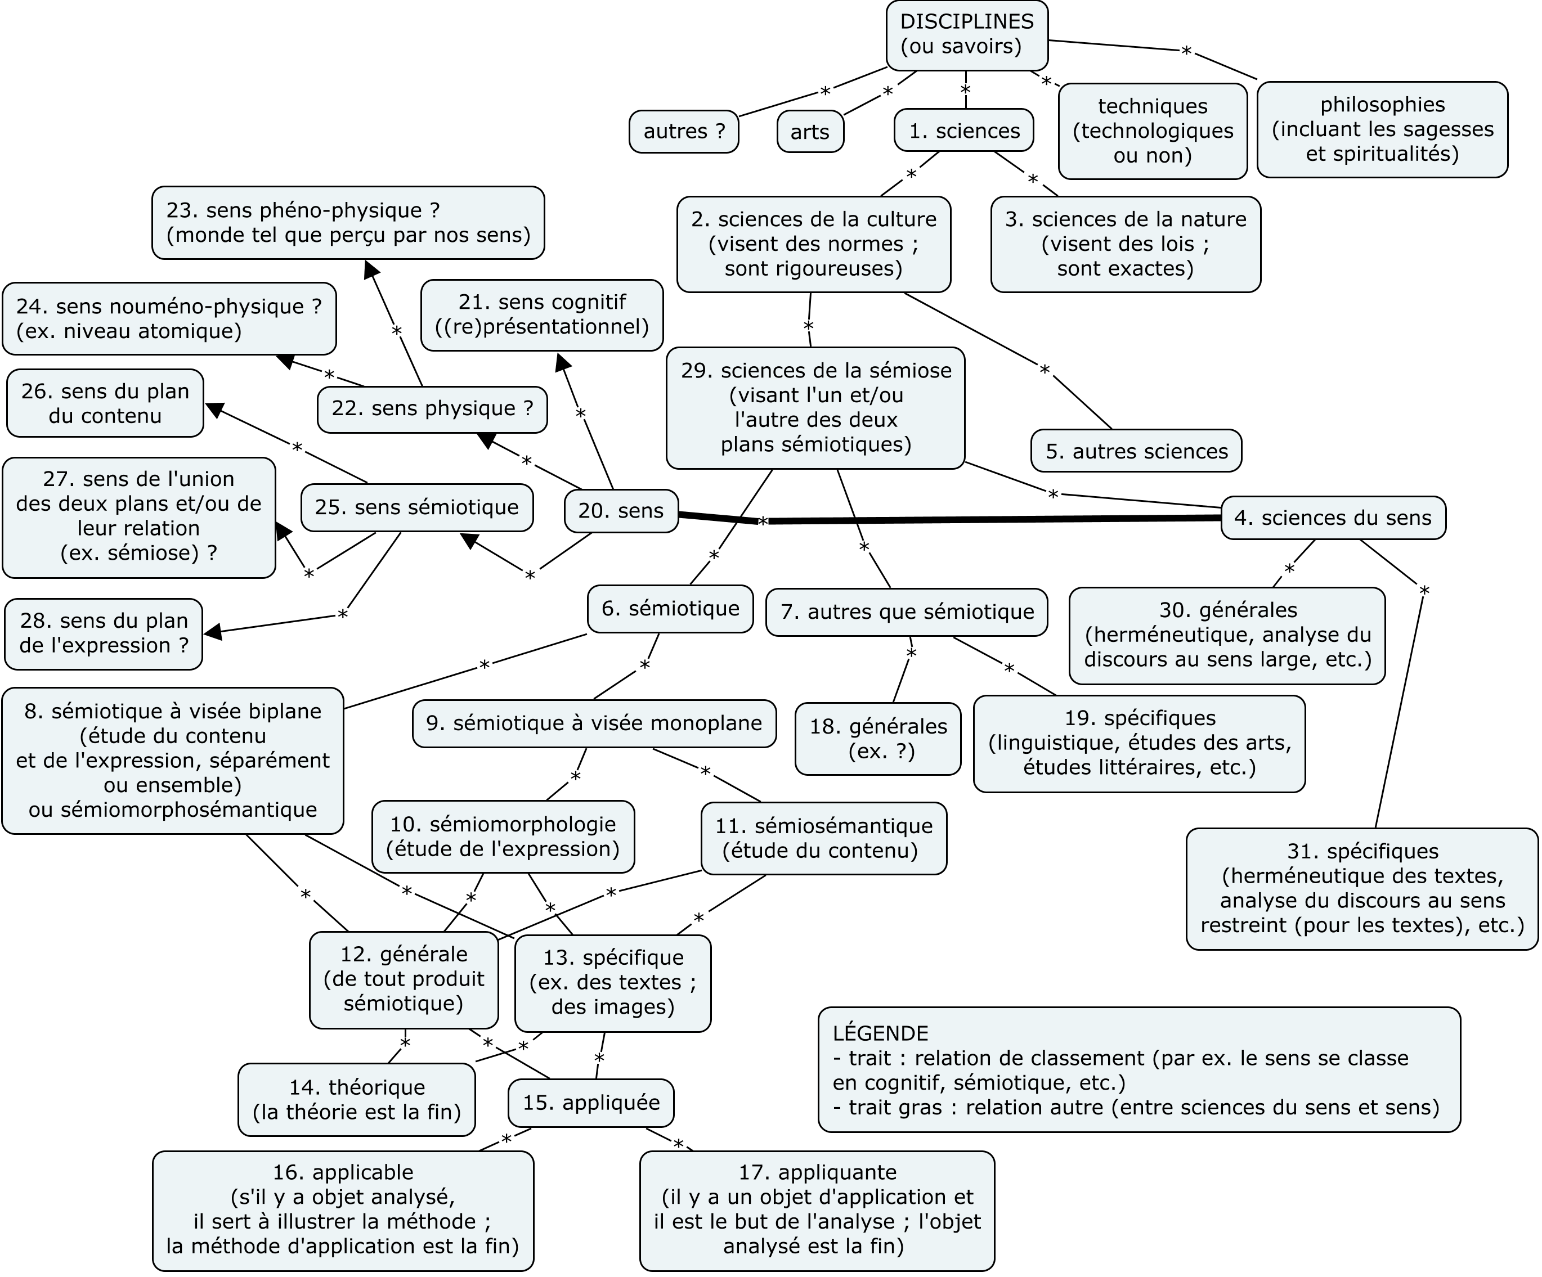 DISCIPLINES
(ou savoirs)
autres ?
arts
1. sciences
techniques
(technologiques
ou non)
philosophies
(incluant les sagesses
et spiritualités)
2. sciences de la culture
(visent des normes ;
sont rigoureuses)
3. sciences de la nature
(visent des lois ;
sont exactes)
23. sens phéno-physique ?
(monde tel que perçu par nos sens)
24. sens nouméno-physique ?
(ex. niveau atomique)
21. sens cognitif
((re)présentationnel)
29. sciences de la sémiose
(visant l'un et/ou
l'autre des deux
plans sémiotiques)
26. sens du plan
du contenu
22. sens physique ?
5. autres sciences
27. sens de l'union
des deux plans et/ou de
leur relation
(ex. sémiose) ?
25. sens sémiotique
20. sens
4. sciences du sens
28. sens du plan
de l'expression ?
6. sémiotique
7. autres que sémiotique
30. générales
(herméneutique, analyse du
discours au sens large, etc.)
8. sémiotique à visée biplane
(étude du contenu
et de l'expression, séparément
ou ensemble)
ou sémiomorphosémantique
9. sémiotique à visée monoplane
18. générales
(ex. ?)
19. spécifiques
(linguistique, études des arts,
études littéraires, etc.)
10. sémiomorphologie
(étude de l'expression)
11. sémiosémantique
(étude du contenu)
31. spécifiques
(herméneutique des textes,
analyse du discours au sens
restreint (pour les textes), etc.)
12. générale
(de tout produit
sémiotique)
13. spécifique
(ex. des textes ;
des images)
14. théorique
(la théorie est la fin)
15. appliquée
LÉGENDE
- trait : relation de classement (par ex. le sens se classe
en cognitif, sémiotique, etc.)
- trait gras : relation autre (entre sciences du sens et sens)
16. applicable
(s'il y a objet analysé,
il sert à illustrer la méthode ;
la méthode d'application est la fin)
17. appliquante
(il y a un objet d'application et
il est le but de l'analyse ; l'objet
analysé est la fin)